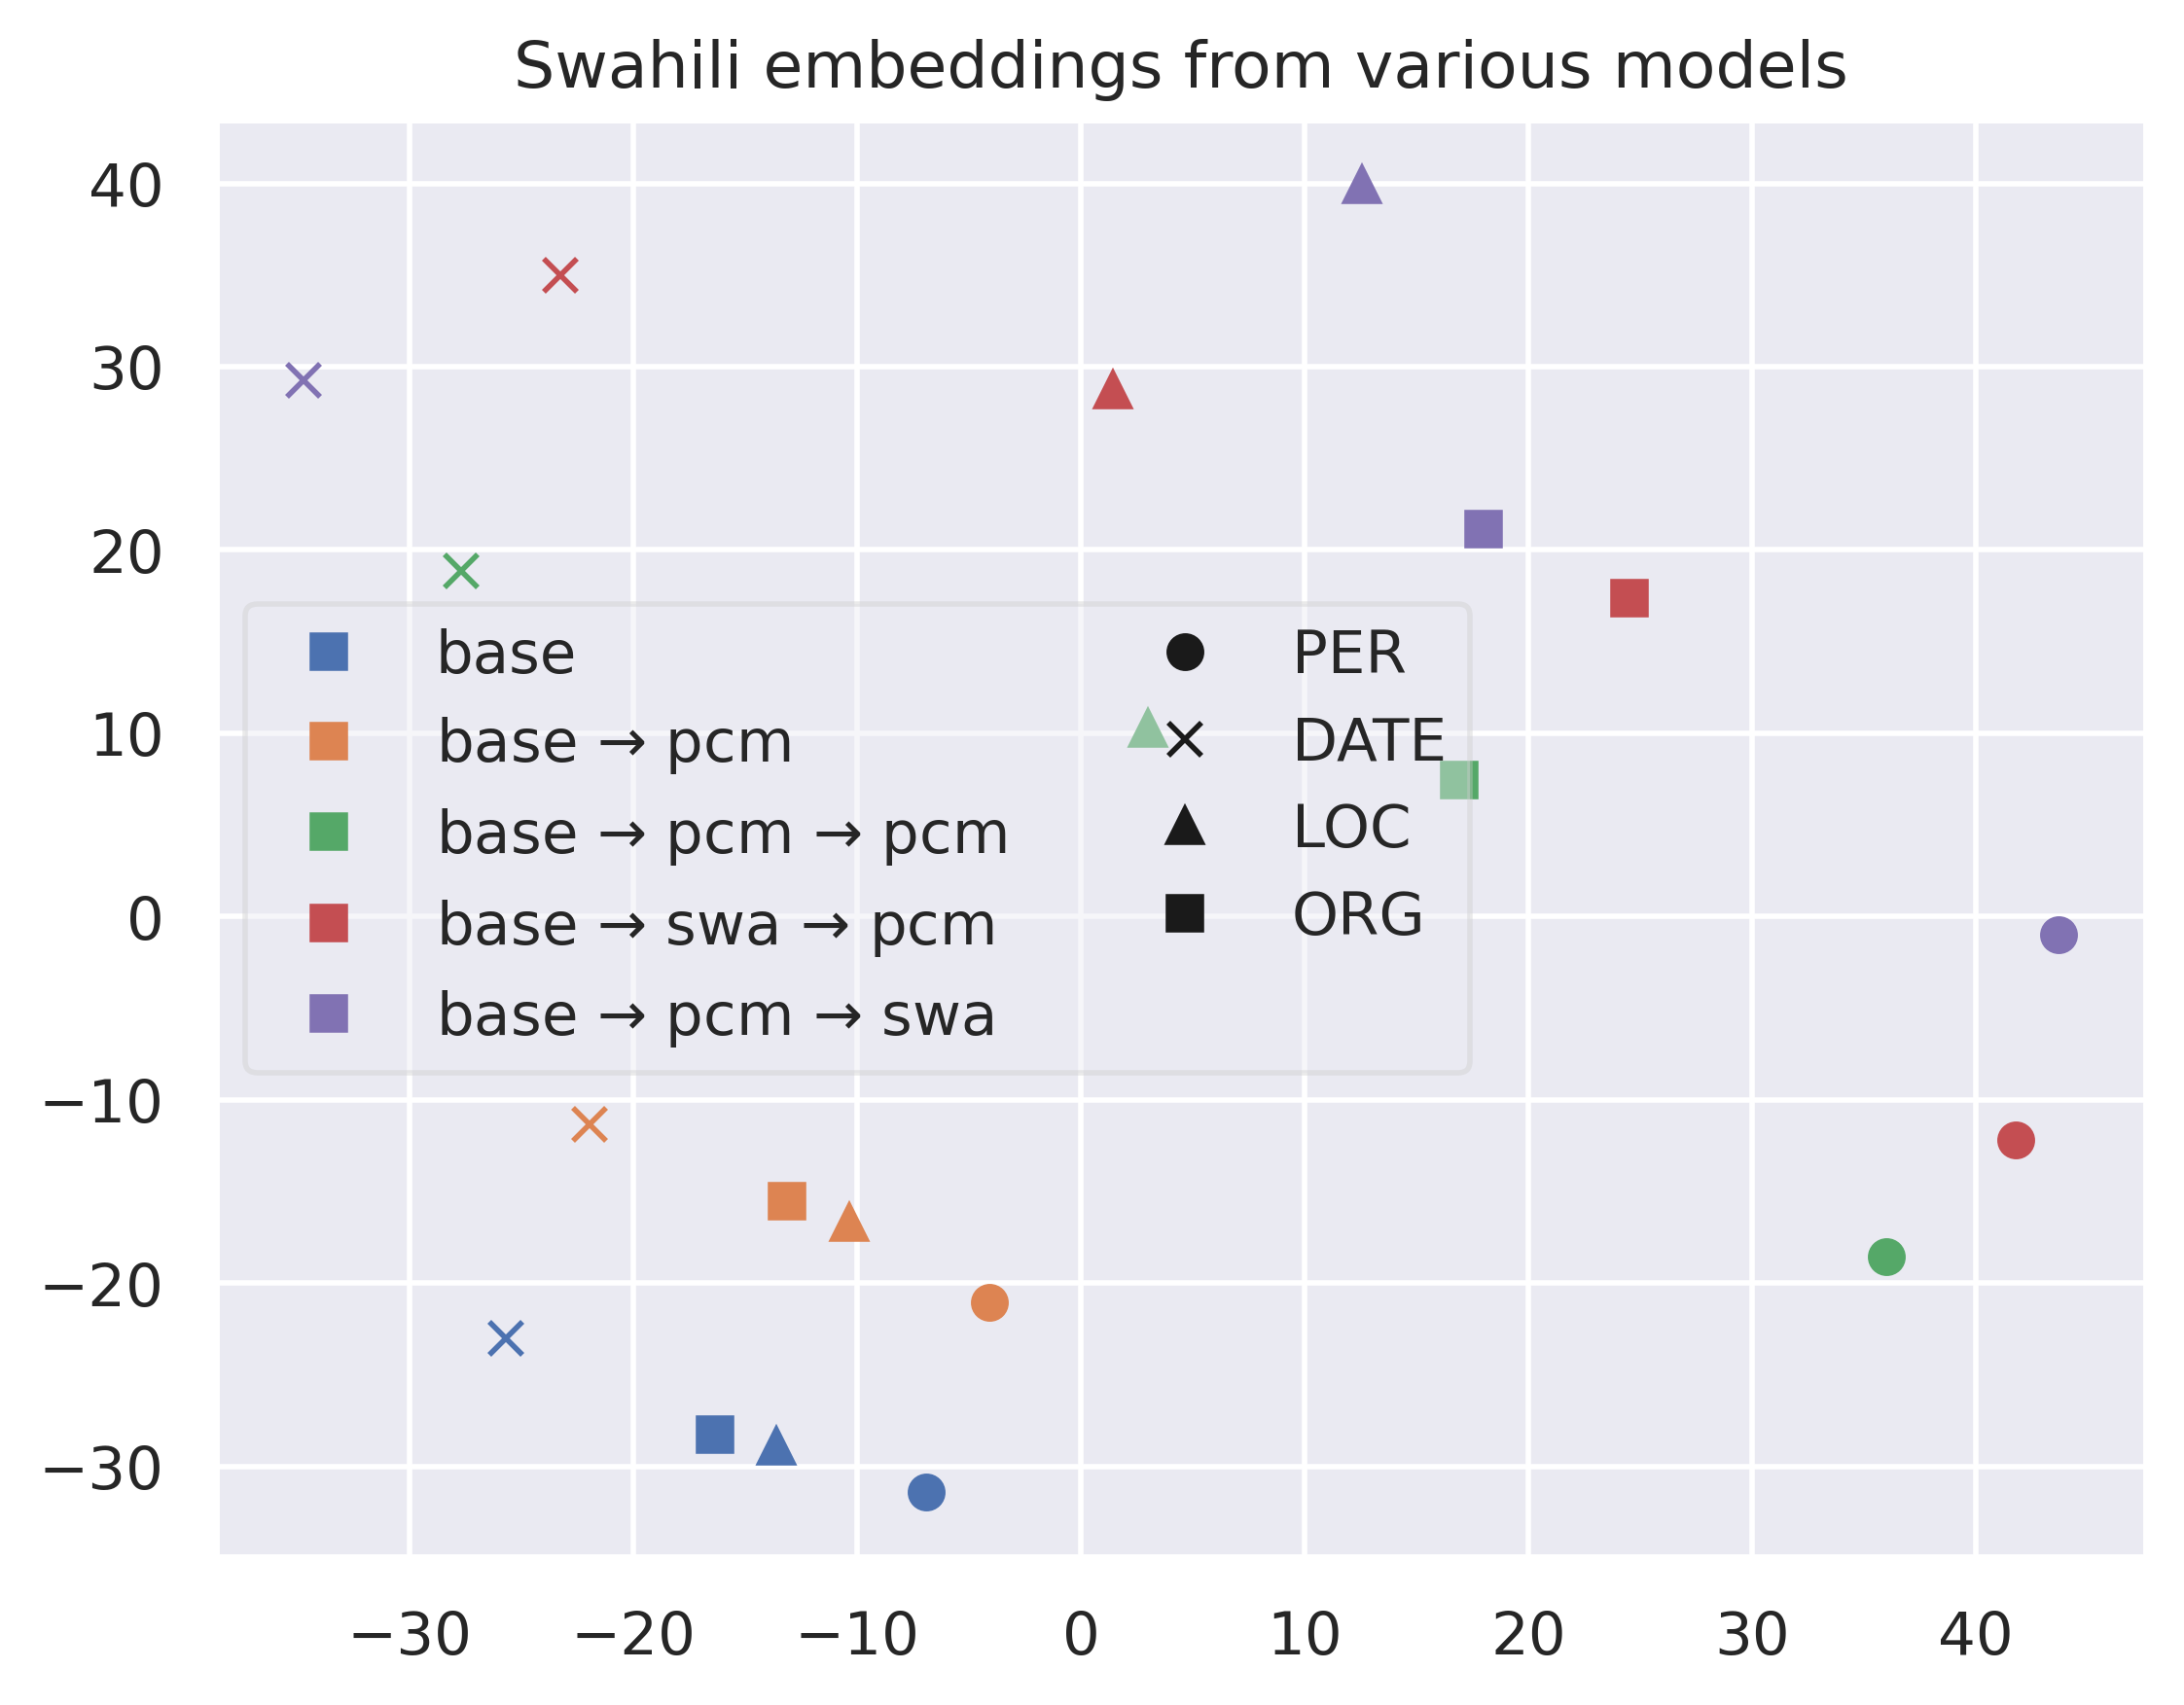 Swahili embeddings from various models
40
30
20
10
0
−10
−20
−30
base
base → pcm
base → pcm → pcm
base → swa → pcm
base → pcm → swa
PER
DATE
LOC
ORG
−30 −20 −10 0 10 20 30 40